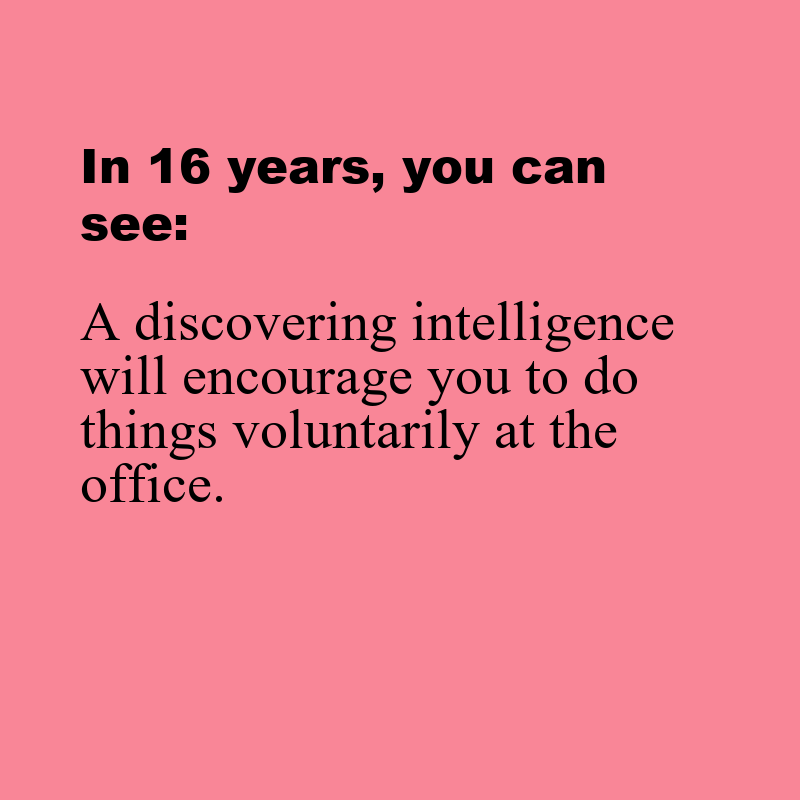 In 16 years, you can
see:
A discovering intelligence
will encourage you to do
things voluntarily at the
office.